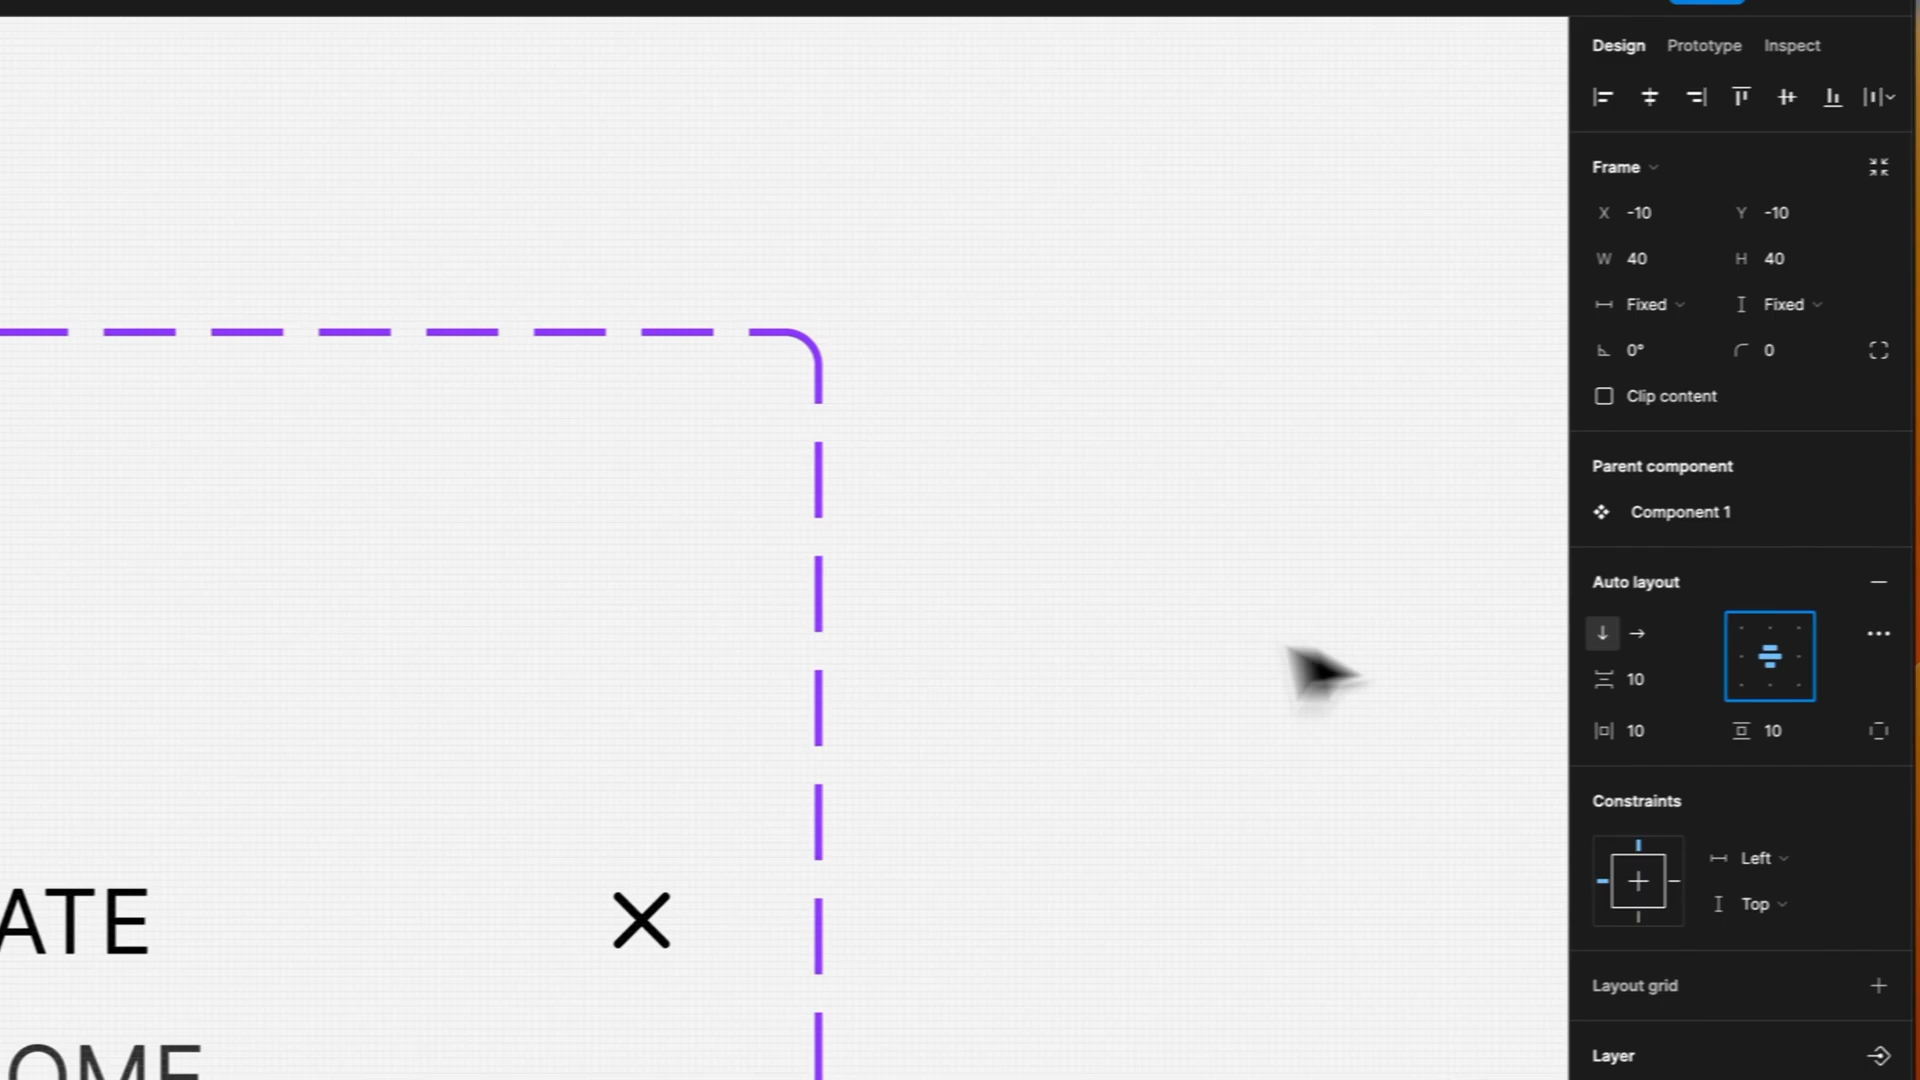 Design Prototype Inspect
Frame
X -10 Y -10
W 40 H 40
Fixed Fixed
0° 0
Clip content
Parent component
Component 1
Auto layout
10
10 10
Constraints
Left
Top
Layout grid
Layer
ATE
OME